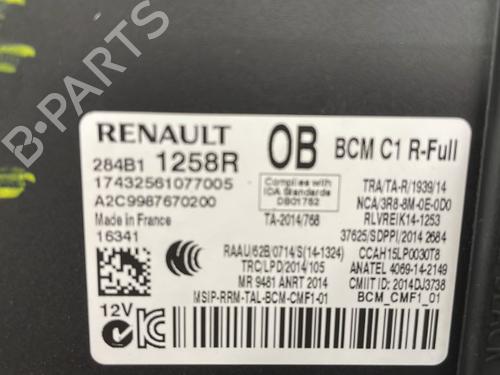 B-PARTS
RENAULT OB BCM C1 R-Full
284B1 1258R
17432561077005
A2C9987670200
Made in France
16341
12V
Complies with
IDA Standards
DB01752
TA-2014/768
TRA/TA-R/1939/14
NCA/3R8-8M-0E-0D0
RLVRE/K14-1253
37625/SDPPI/2014 2684
RAAU/62B/0714/S(14-1324) CCAH15LP0030T8
TRC/LPD/2014/105 ANATEL 4069-14-2149
MR 9481 ANRT 2014 CMIIT ID: 2014DJ3738
MSIP-RRM-TAL-BCM-CMF1-01 BCM_CMF1_01